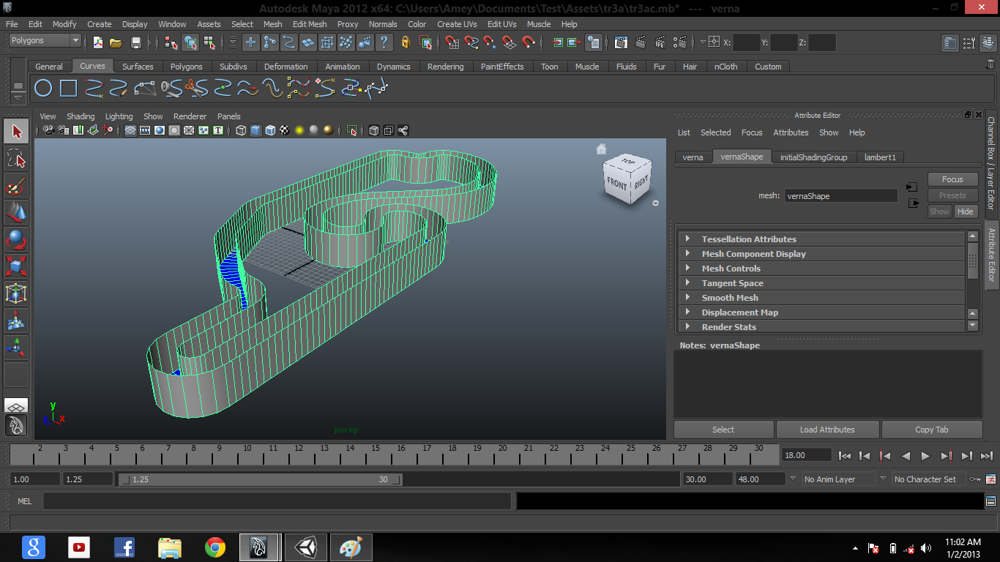 Autodesk Maya 2012 x64: C:\Users\Amey\Documents\Test\Assets\tr3a\tr3ac.mb* --- verna
File Edit Modify Create Display Window Assets Select Mesh Edit Mesh Proxy Normals Color Create UVs Edit UVs Muscle Help
Polygons X: Y: Z:
General Curves Surfaces Polygons Subdivs Deformation Animation Dynamics Rendering PaintEffects Toon Muscle Fluids Fur Hair nCloth Custom
View Shading Lighting Show Renderer Panels
TOP
FRONT RIGHT
y
z x
persp
Attribute Editor
List Selected Focus Attributes Show Help
verna vernaShape initialShadingGroup lambert1
mesh: vernaShape
Focus
Presets
Show Hide
Tessellation Attributes
Mesh Component Display
Mesh Controls
Tangent Space
Smooth Mesh
Displacement Map
Render Stats
Notes: vernaShape
Select Load Attributes Copy Tab
Channel Box / Layer Editor
Attribute Editor
2 3 4 5 6 7 8 9 10 11 12 13 14 15 16 17 18 19 20 21 22 23 24 25 26 27 28 29 30 18.00
1.00 1.25 1.25 30 30.00 48.00 No Anim Layer No Character Set
MEL
11:02 AM
1/2/2013